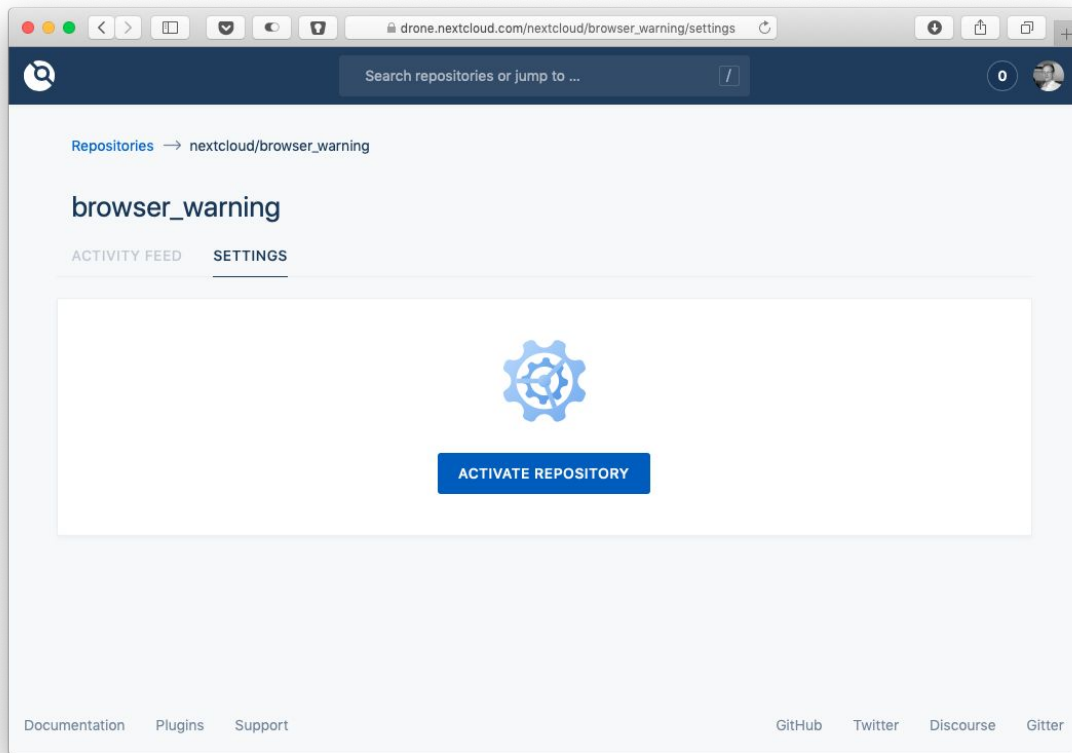 drone.nextcloud.com/nextcloud/browser_warning/settings
Search repositories or jump to ... /
0
Repositories → nextcloud/browser_warning
browser_warning
ACTIVITY FEED SETTINGS
ACTIVATE REPOSITORY
Documentation Plugins Support GitHub Twitter Discourse Gitter